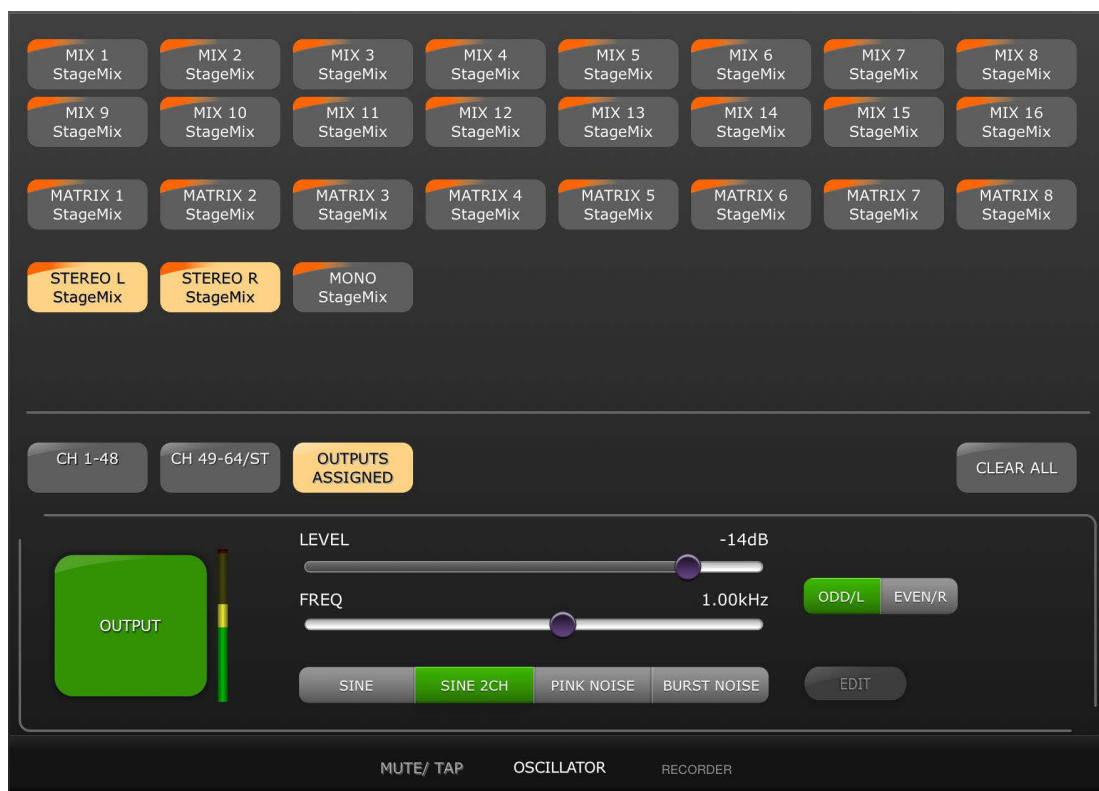 MIX 1 MIX 2 MIX 3 MIX 4 MIX 5 MIX 6 MIX 7 MIX 8
StageMix StageMix StageMix StageMix StageMix StageMix StageMix StageMix
MIX 9 MIX 10 MIX 11 MIX 12 MIX 13 MIX 14 MIX 15 MIX 16
StageMix StageMix StageMix StageMix StageMix StageMix StageMix StageMix
MATRIX 1 MATRIX 2 MATRIX 3 MATRIX 4 MATRIX 5 MATRIX 6 MATRIX 7 MATRIX 8
StageMix StageMix StageMix StageMix StageMix StageMix StageMix StageMix
STEREO L STEREO R MONO
StageMix StageMix StageMix
CH 1-48 CH 49-64/ST OUTPUTS ASSIGNED CLEAR ALL
LEVEL -14dB
FREQ 1.00kHz
ODD/L EVEN/R
OUTPUT
SINE SINE 2CH PINK NOISE BURST NOISE EDIT
MUTE/ TAP OSCILLATOR RECORDER